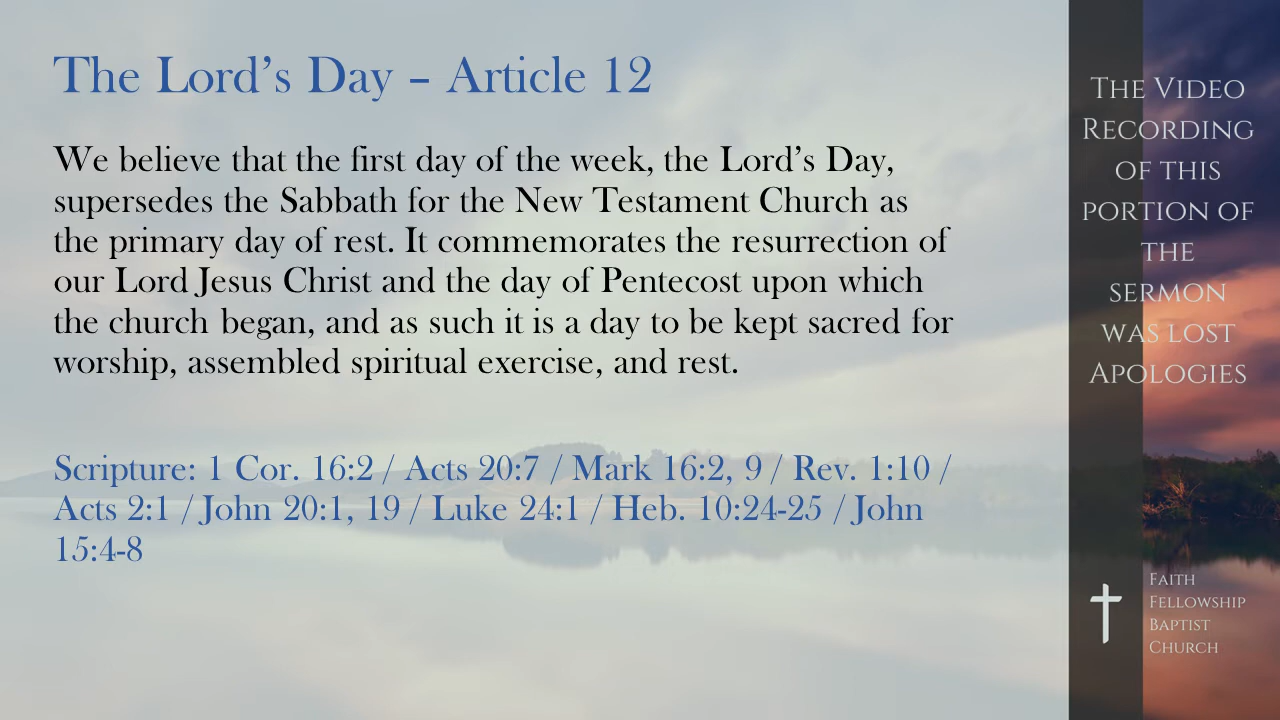 The Lord’s Day – Article 12
We believe that the first day of the week, the Lord’s Day,
supersedes the Sabbath for the New Testament Church as
the primary day of rest. It commemorates the resurrection of
our Lord Jesus Christ and the day of Pentecost upon which
the church began, and as such it is a day to be kept sacred for
worship, assembled spiritual exercise, and rest.
Scripture: 1 Cor. 16:2 / Acts 20:7 / Mark 16:2, 9 / Rev. 1:10 /
Acts 2:1 / John 20:1, 19 / Luke 24:1 / Heb. 10:24-25 / John
15:4-8
The Video
Recording
of this
portion of
the
sermon
was lost
Apologies
Faith
Fellowship
Baptist
Church